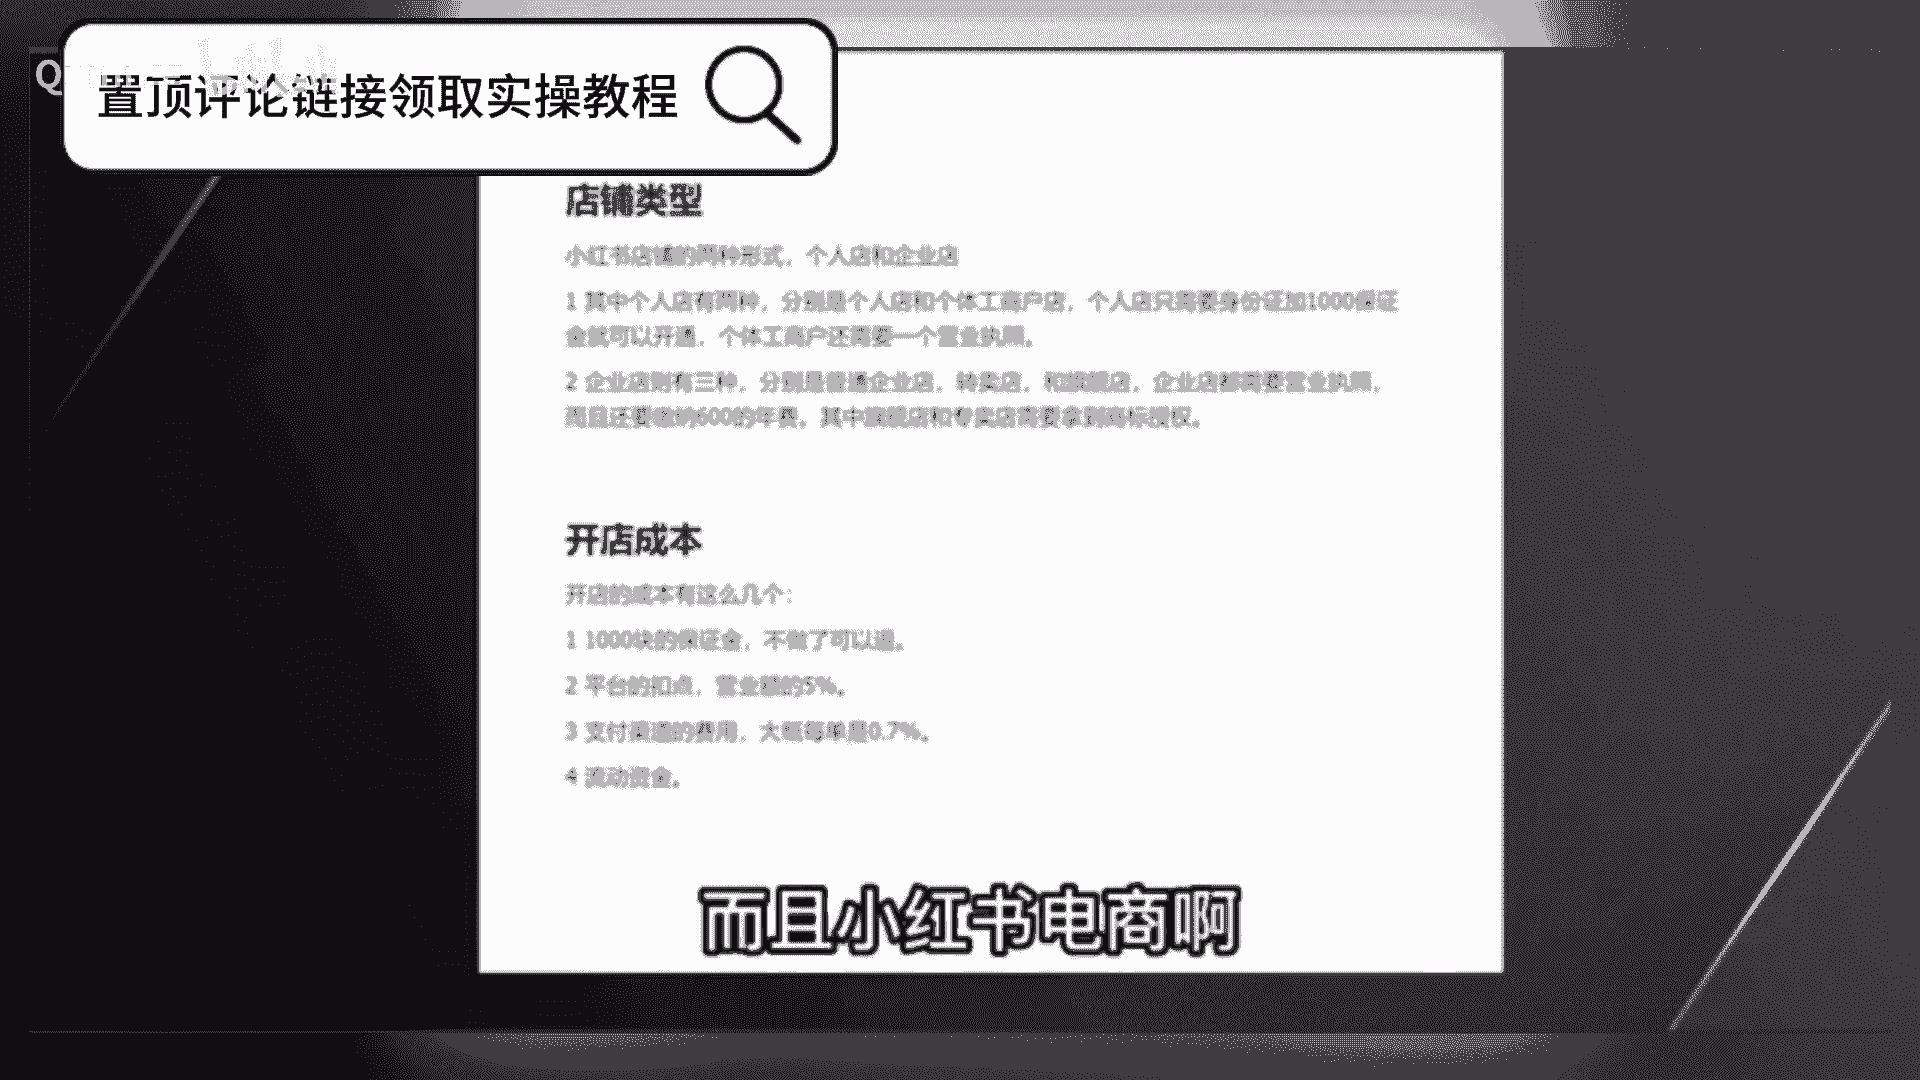 置顶评论链接领取实操教程
店铺类型
小红书店铺的两种形式，个人店和企业店
1 其中个人店有两种，分别是个人店和个体工商户店，个人店只需要身份证加1000保证
金就可以开通，个体工商户还需要一个营业执照。
2 企业店则有三种，分别是普通企业店，专卖店，和旗舰店，企业店都需要营业执照，
而且还要缴纳600的年费，其中旗舰店和专卖店需要拿到商标授权。
开店成本
开店的成本有这么几个：
1 1000块的保证金，不做了可以退。
2 平台的扣点，营业额的5%。
3 支付渠道的费用，大概每单是0.7%。
4 流动资金。
而且小红书电商啊